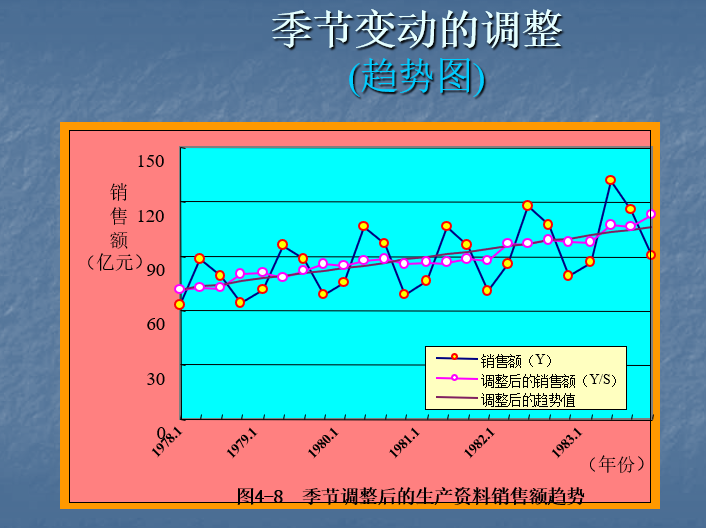 季节变动的调整
(趋势图)
150
120
90
60
30
0
销售额
（亿元）
销售额（Y）
调整后的销售额（Y/S）
调整后的趋势值
1978.1
1979.1
1980.1
1981.1
1982.1
1983.1
（年份）
图4-8 季节调整后的生产资料销售额趋势